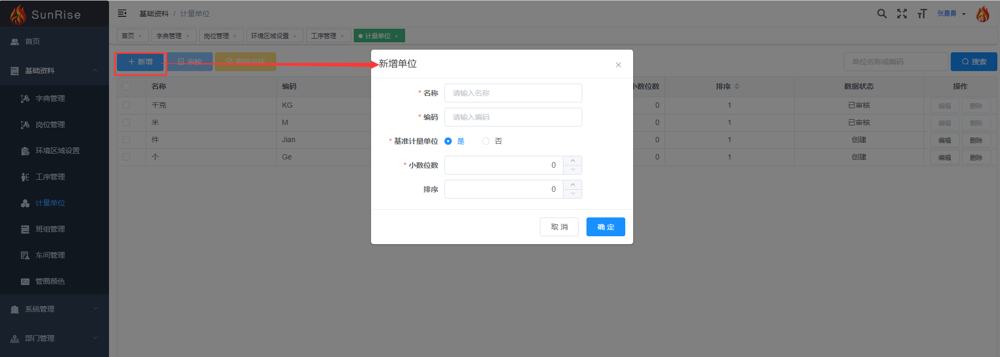 SunRise
首页
基础资料
字典管理
岗位管理
环境区域设置
工序管理
计量单位
班组管理
车间管理
管圈颜色
系统管理
部门管理
基础资料 / 计量单位
张勇勇
首页 × 字典管理 × 岗位管理 × 环境区域设置 × 工序管理 × 计量单位 ×
新增 审核 撤销审核
单位名称或编码 搜索
名称 编码 小数位数 排序 数据状态 操作
千克 KG 0 1 已审核 编辑 删除
米 M 0 1 已审核 编辑 删除
件 Jian 0 1 创建 编辑 删除
个 Ge 0 1 创建 编辑 删除
新增单位
* 名称 请输入名称
* 编码 请输入编码
* 基准计量单位 是 否
* 小数位数 0
排序 0
取 消 确 定